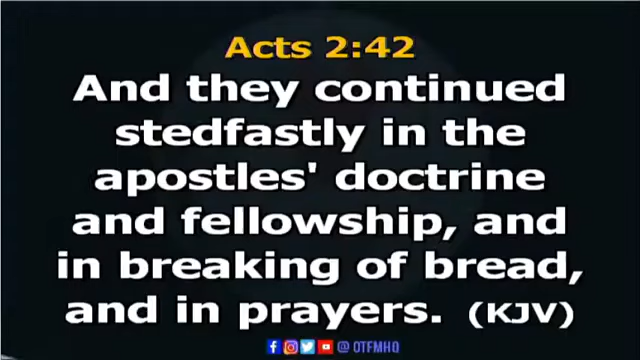 Acts 2:42
And they continued
stedfastly in the
apostles' doctrine
and fellowship, and
in breaking of bread,
and in prayers. (KJV)
@ OTFMHQ